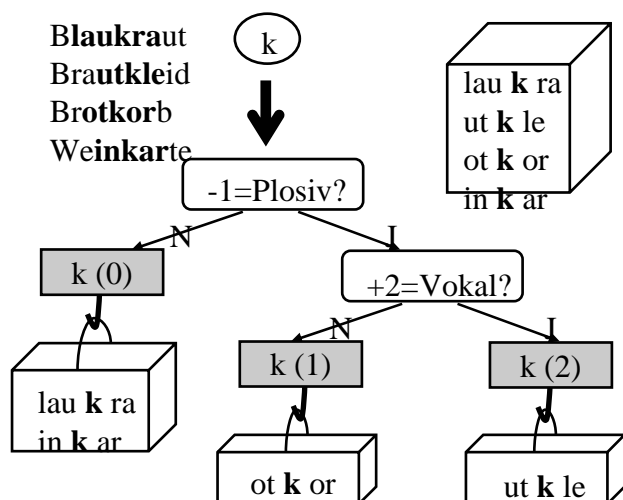 Blaukraut
Brautkleid
Brotkorb
Weinkarte
k
lau k ra
ut k le
ot k or
in k ar
-1=Plosiv?
N
J
k (0)
+2=Vokal?
N
J
k (1)
k (2)
lau k ra
in k ar
ot k or
ut k le